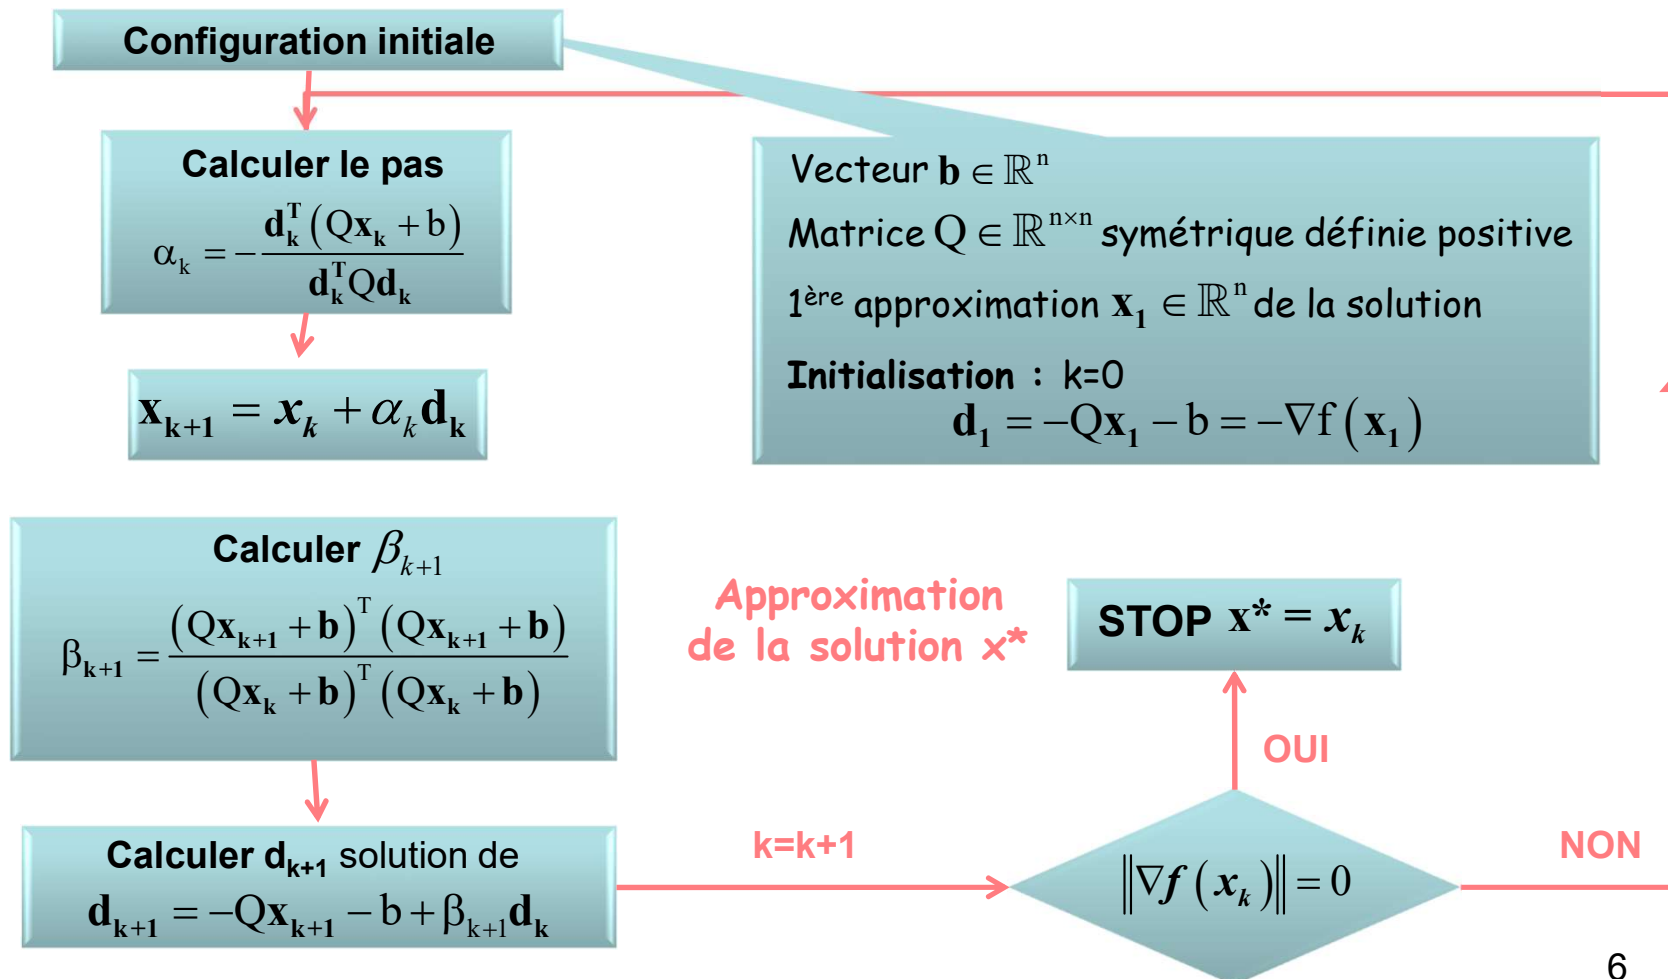 Configuration initiale
Calculer le pas
α_k = - d_k^T (Qx_k + b) / d_k^T Qd_k
x_{k+1} = x_k + α_k d_k
Vecteur b ∈ ℝ^n
Matrice Q ∈ ℝ^{n×n} symétrique définie positive
1ère approximation x_1 ∈ ℝ^n de la solution
Initialisation : k=0
d_1 = -Qx_1 - b = -∇f(x_1)
Calculer β_{k+1}
β_{k+1} = (Qx_{k+1} + b)^T (Qx_{k+1} + b) / (Qx_k + b)^T (Qx_k + b)
Approximation
de la solution x*
STOP x* = x_k
OUI
Calculer d_{k+1} solution de
d_{k+1} = -Qx_{k+1} - b + β_{k+1} d_k
k=k+1
‖∇f(x_k)‖ = 0
NON
6